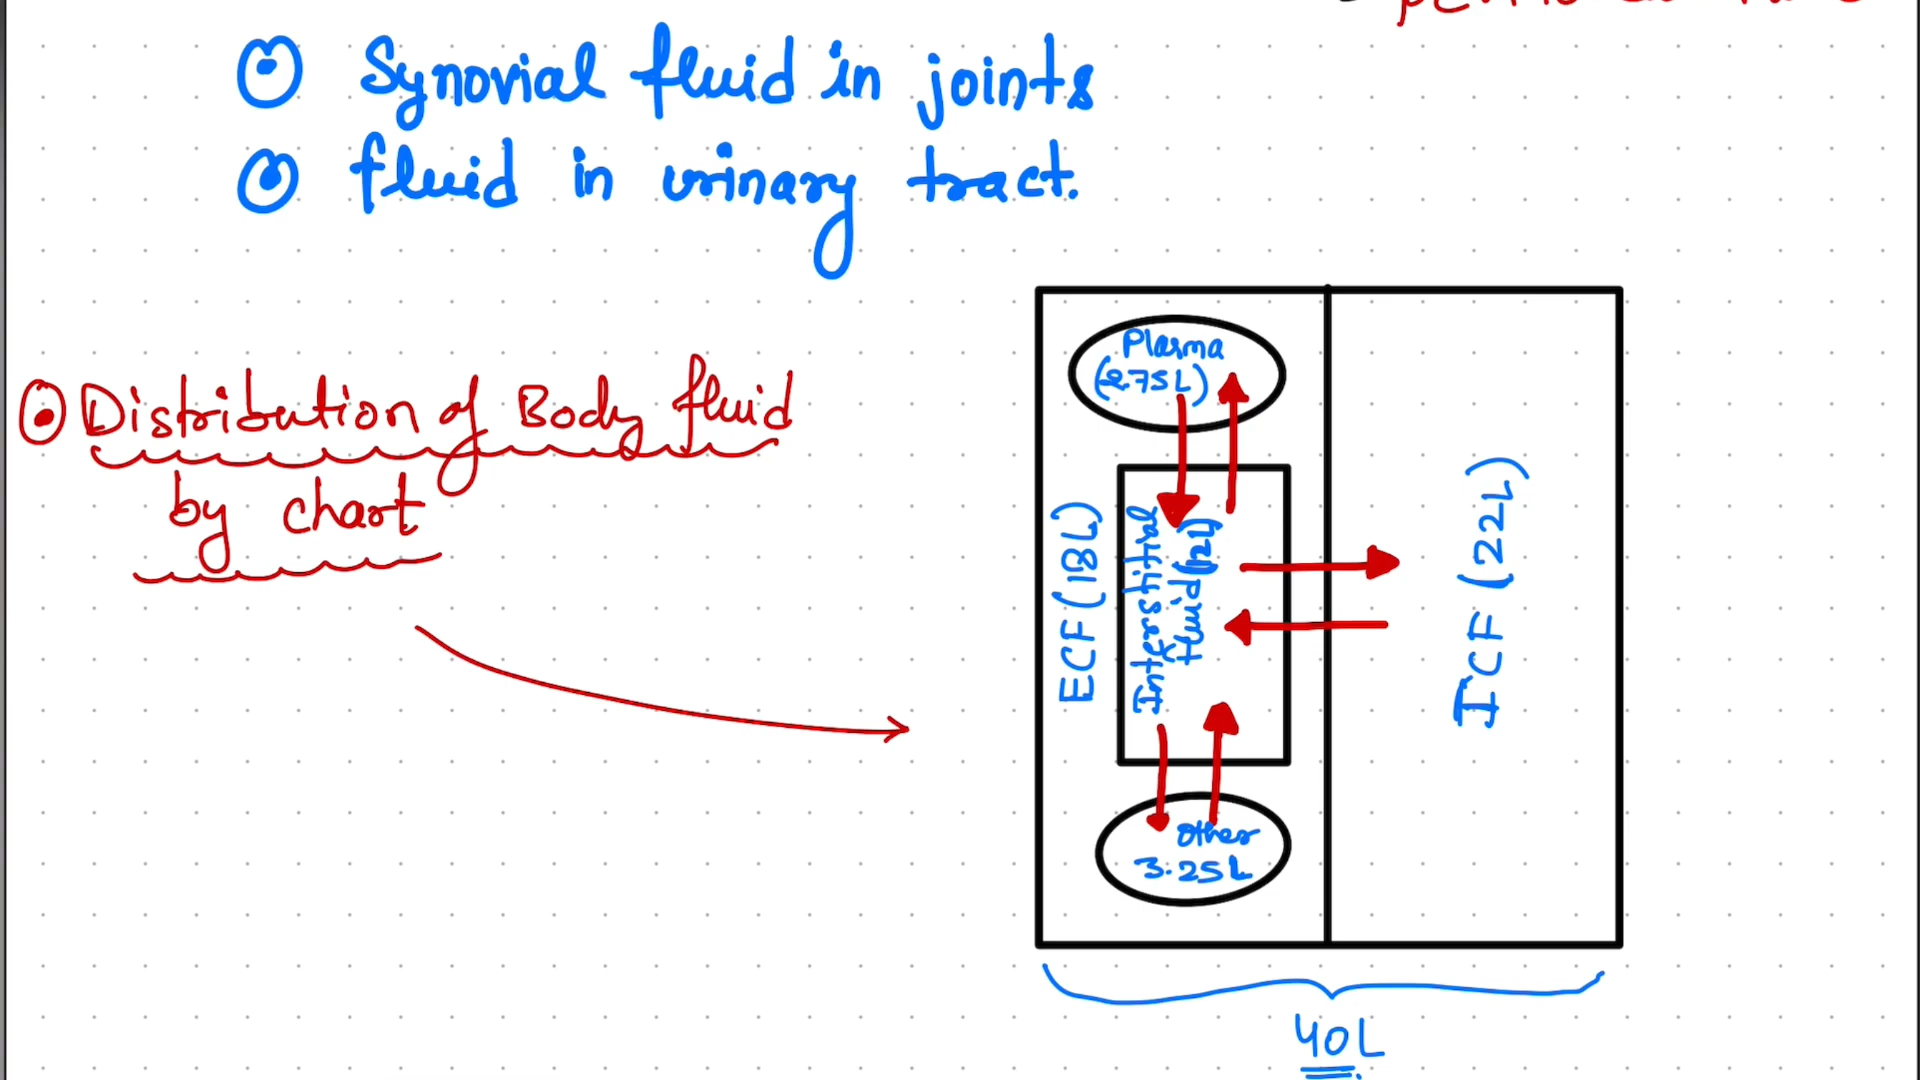 Synovial fluid in joints
fluid in urinary tract.
Distribution of Body fluid
by chart
Plasma
(2.75L)
ECF (18L)
Interstitial
fluid (12L)
ICF (22L)
Other
3.25L
40L